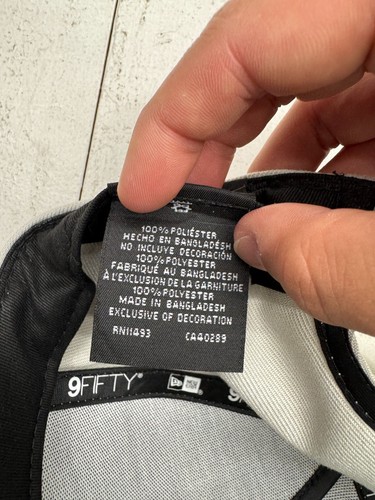 100% POLIÉSTER
HECHO EN BANGLADÉSH
NO INCLUYE DECORACIÓN
100% POLYESTER
FABRIQUÉ AU BANGLADESH
À L'EXCLUSION DE LA GARNITURE
100% POLYESTER
MADE IN BANGLADESH
EXCLUSIVE OF DECORATION
RN11493 CA40289
9FIFTY
NEW ERA